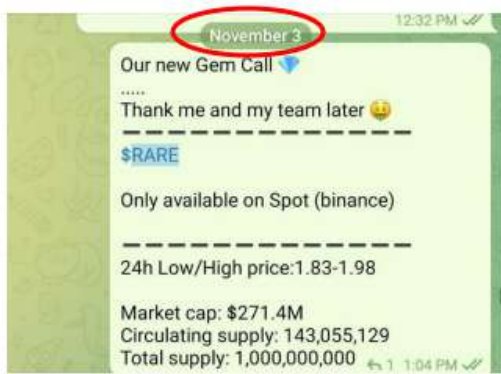 12:32 PM
November 3
Our new Gem Call 💎
.....
Thank me and my team later 🤑
— — — — — — — — — — — — —
$RARE
Only available on Spot (binance)
— — — — — — — — — — — — —
24h Low/High price:1.83-1.98
Market cap: $271.4M
Circulating supply: 143,055,129
Total supply: 1,000,000,000
1 1:04 PM